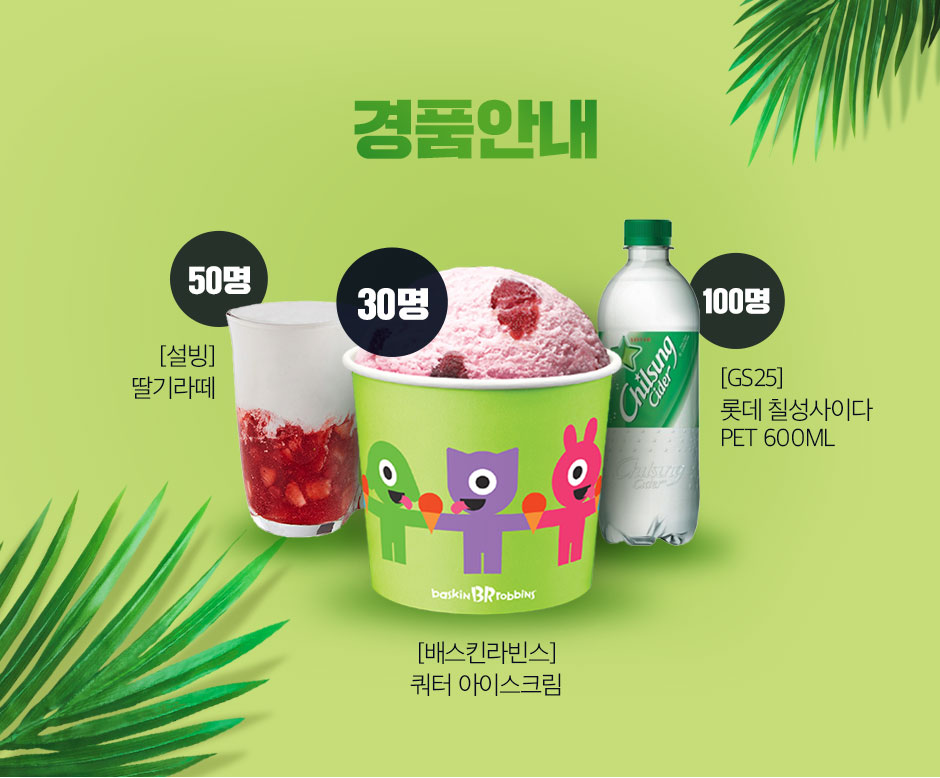 경품안내
50명
[설빙]
딸기라떼
30명
baskin BR robbins
[배스킨라빈스]
쿼터 아이스크림
100명
Chilsung
Cider
Chilsung
Cider
[GS25]
롯데 칠성사이다
PET 600ML